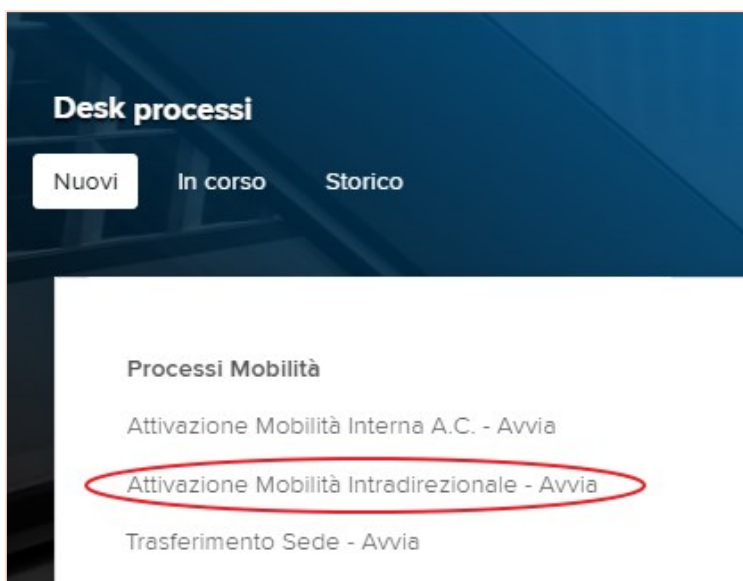 Desk processi
Nuovi In corso Storico
Processi Mobilità
Attivazione Mobilità Interna A.C. - Avvia
Attivazione Mobilità Intradirezionale - Avvia
Trasferimento Sede - Avvia